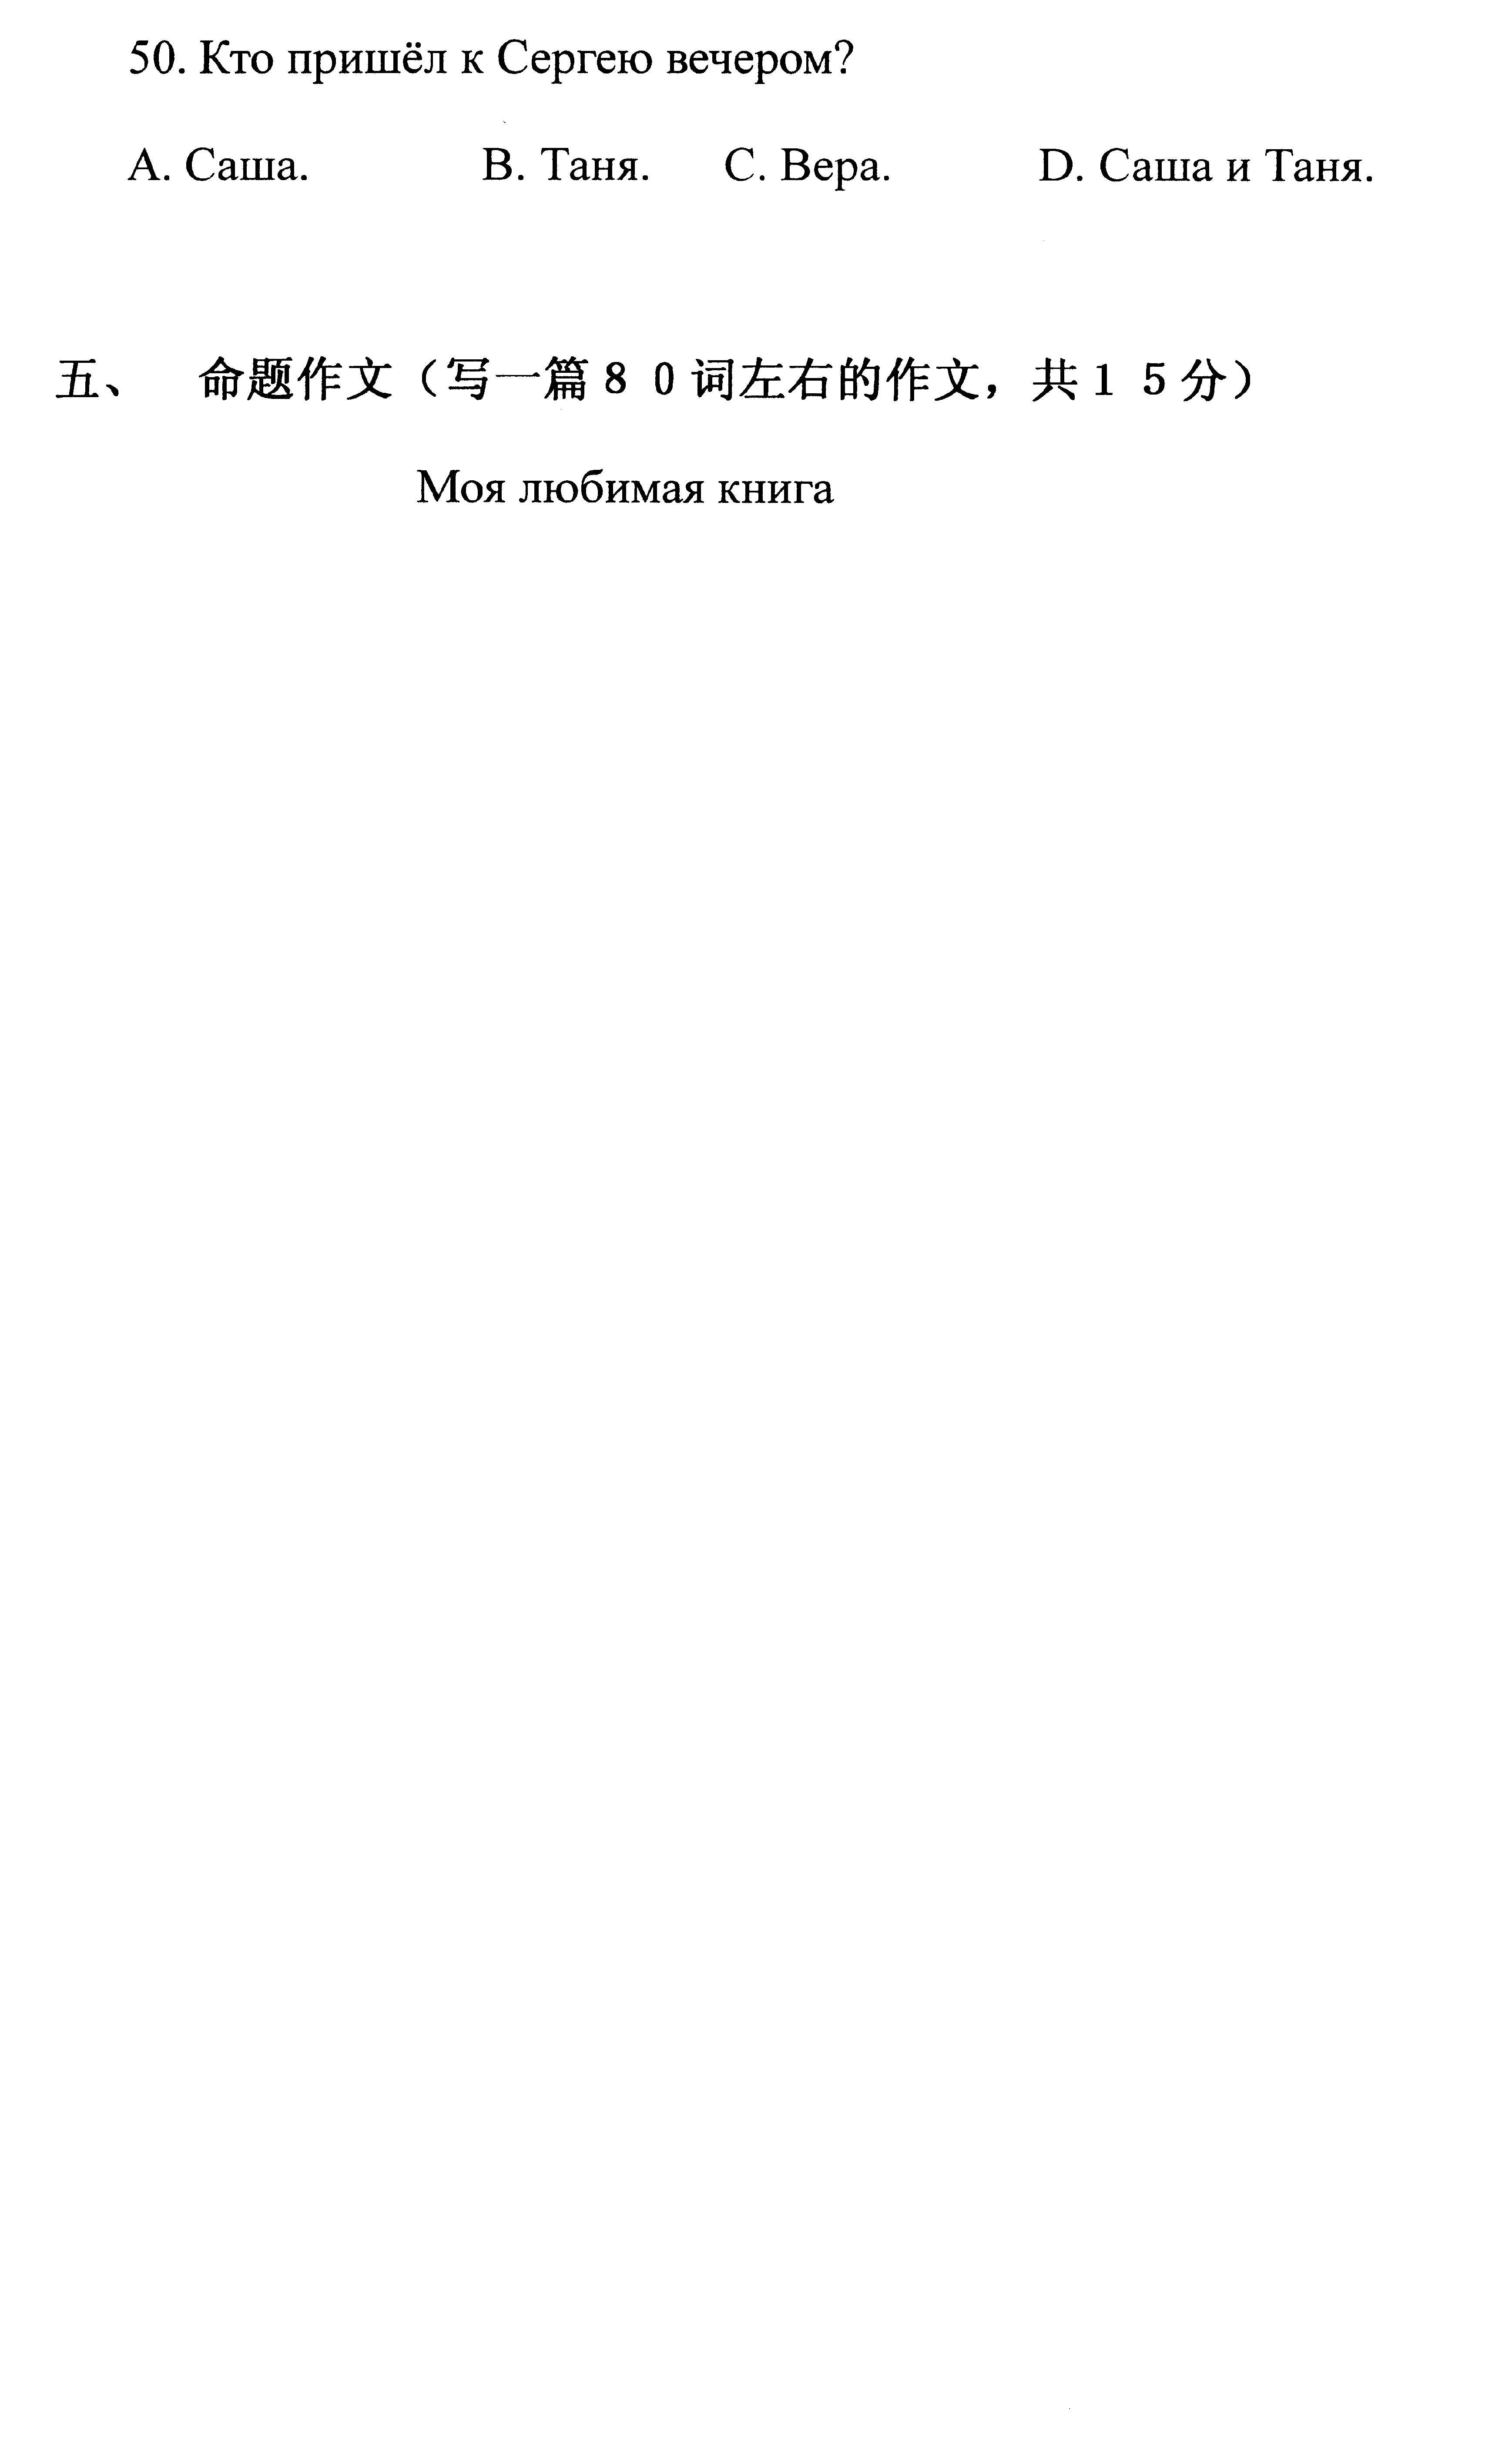 50. Кто пришёл к Сергею вечером?
A. Саша. B. Таня. C. Вера. D. Саша и Таня.
五、 命题作文（写一篇８０词左右的作文，共１５分）
Моя любимая книга